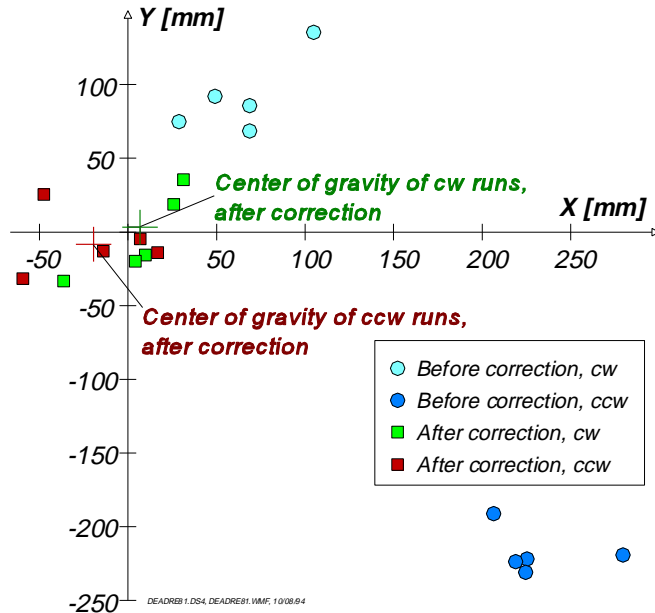 Y [mm]
100
50
Center of gravity of cw runs,
after correction
X [mm]
-50
50
100
150
200
250
-50
Center of gravity of ccw runs,
after correction
-100
Before correction, cw
Before correction, ccw
After correction, cw
After correction, ccw
-150
-200
-250
DEADRE81.DS4, DEADRE81.WMF, 10/08/94